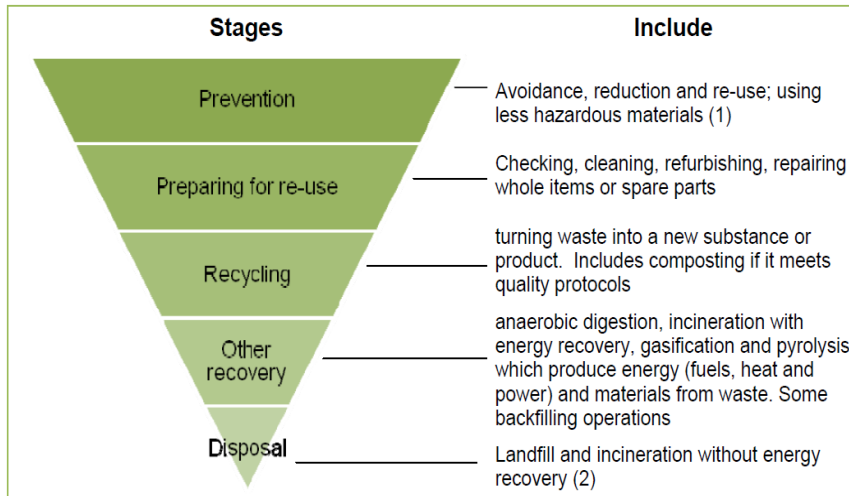 Stages
Include
Prevention
Avoidance, reduction and re-use; using
less hazardous materials (1)
Preparing for re-use
Checking, cleaning, refurbishing, repairing
whole items or spare parts
Recycling
turning waste into a new substance or
product. Includes composting if it meets
quality protocols
Other
recovery
anaerobic digestion, incineration with
energy recovery, gasification and pyrolysis
which produce energy (fuels, heat and
power) and materials from waste. Some
backfilling operations
Disposal
Landfill and incineration without energy
recovery (2)